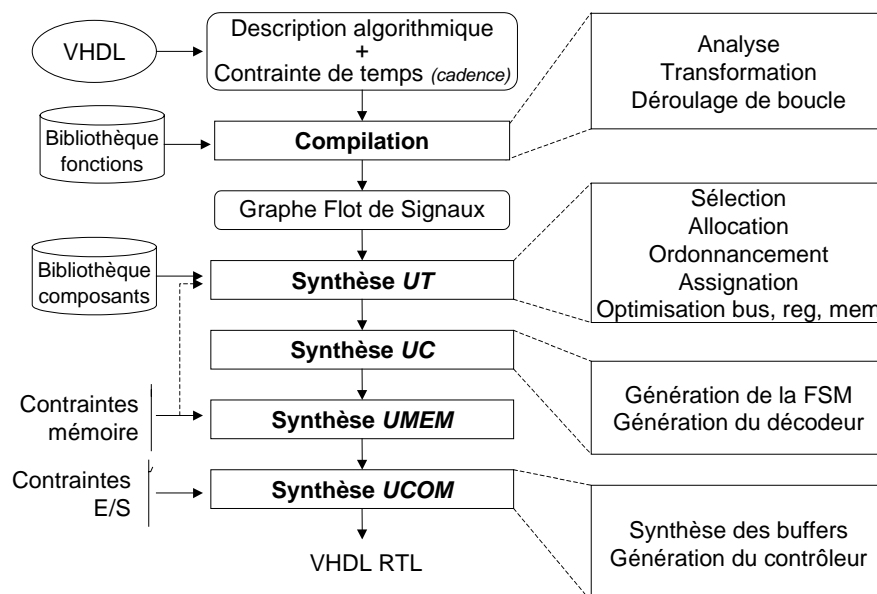 VHDL
Description algorithmique
+
Contrainte de temps (cadence)
Analyse
Transformation
Déroulage de boucle
Bibliothèque
fonctions
Compilation
Graphe Flot de Signaux
Sélection
Allocation
Ordonnancement
Assignation
Optimisation bus, reg, mem
Bibliothèque
composants
Synthèse UT
Synthèse UC
Génération de la FSM
Génération du décodeur
Contraintes
mémoire
Synthèse UMEM
Contraintes
E/S
Synthèse UCOM
Synthèse des buffers
Génération du contrôleur
VHDL RTL